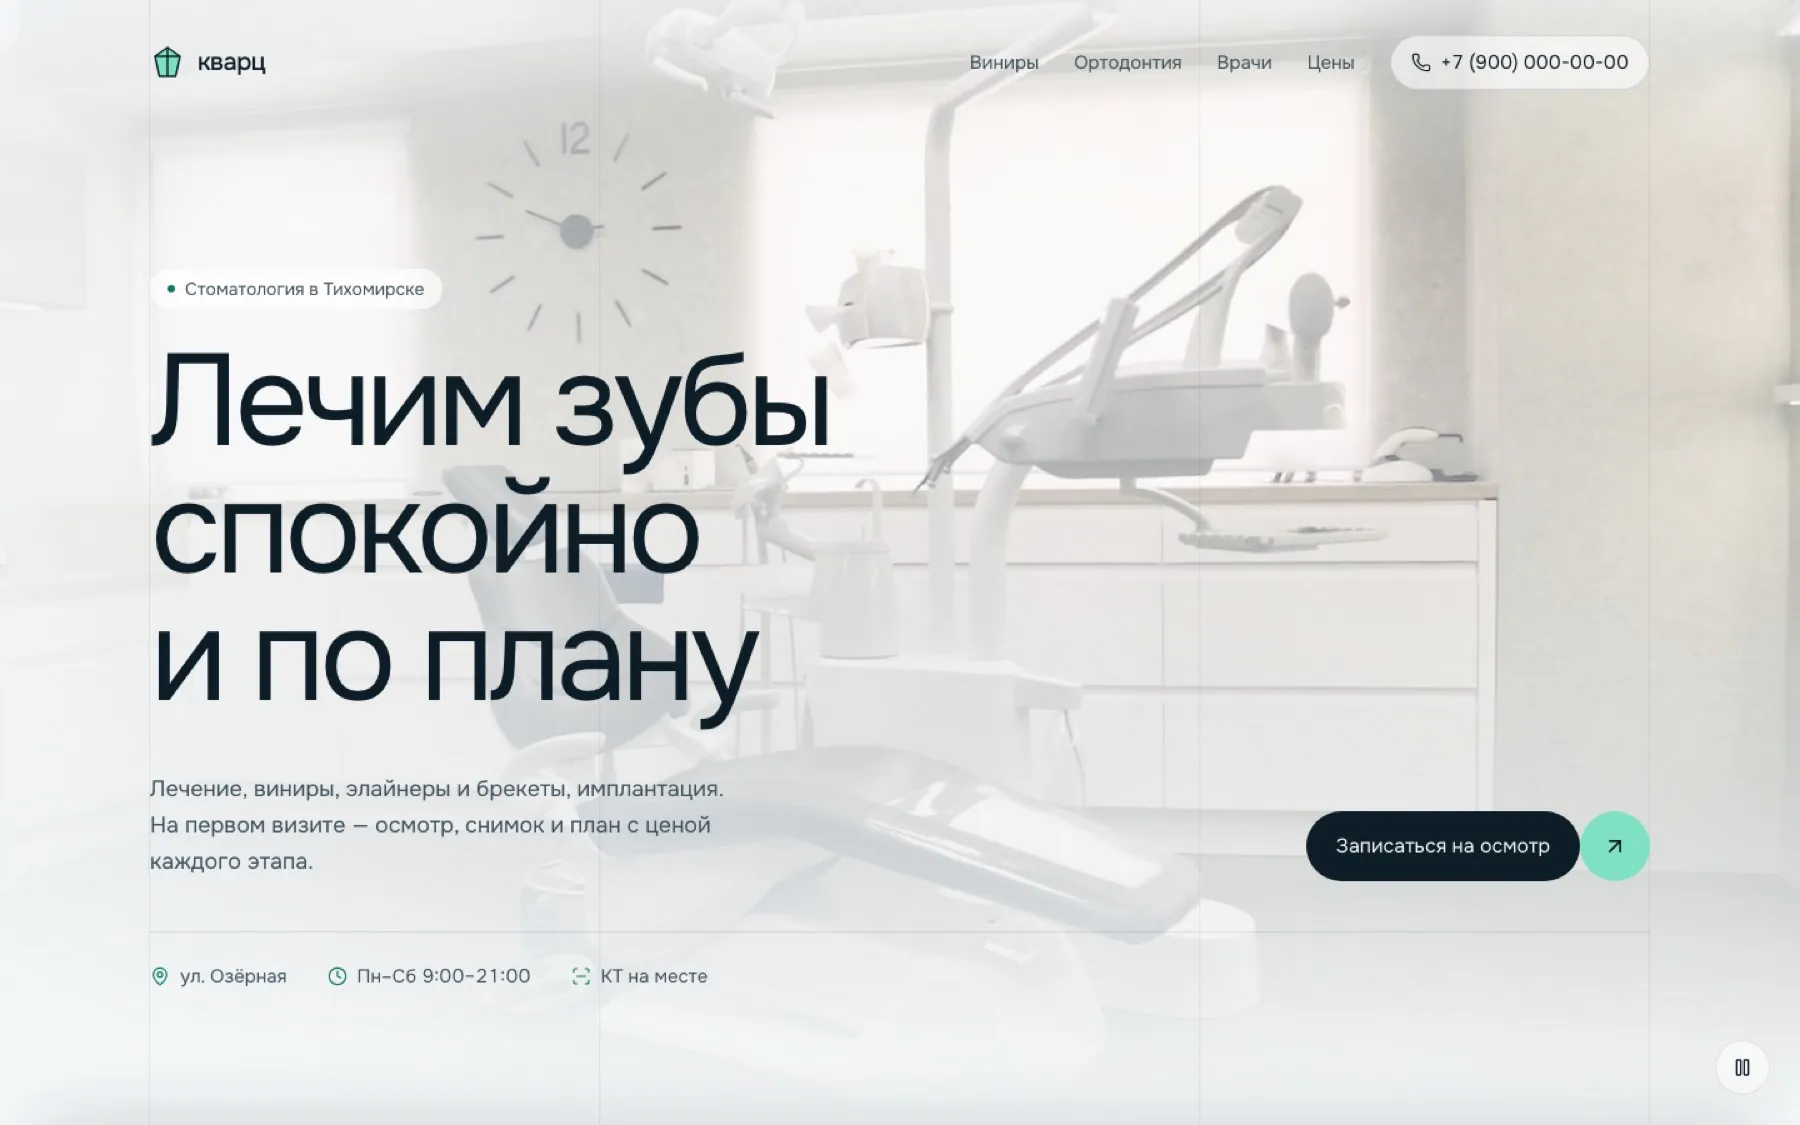 кварц
Виниры
Ортодонтия
Врачи
Цены
+7 (900) 000-00-00
12
Стоматология в Тихомирске
Лечим зубы
спокойно
и по плану
Лечение, виниры, элайнеры и брекеты, имплантация.
На первом визите — осмотр, снимок и план с ценой
каждого этапа.
Записаться на осмотр
ул. Озёрная
Пн–Сб 9:00–21:00
КТ на месте